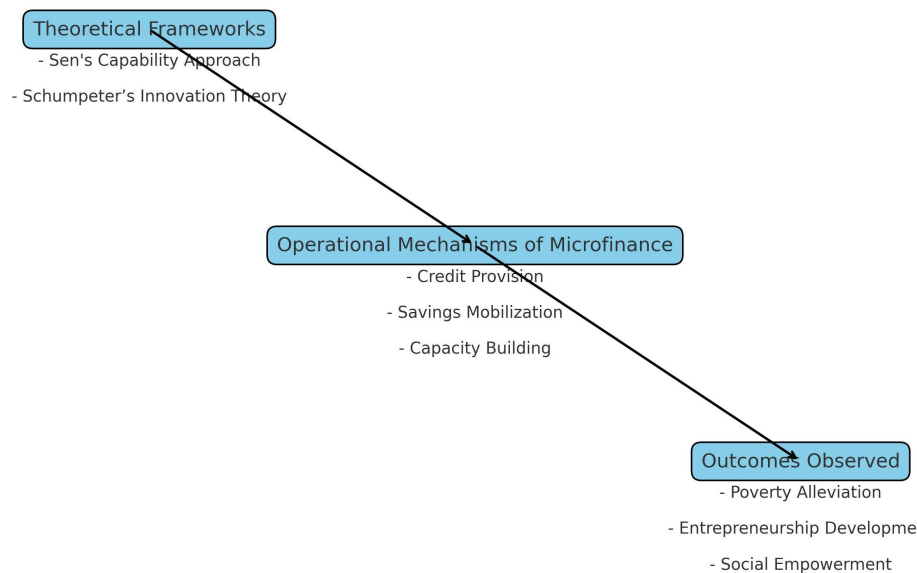 Theoretical Frameworks
- Sen's Capability Approach
- Schumpeter’s Innovation Theory
Operational Mechanisms of Microfinance
- Credit Provision
- Savings Mobilization
- Capacity Building
Outcomes Observed
- Poverty Alleviation
- Entrepreneurship Developme
- Social Empowerment